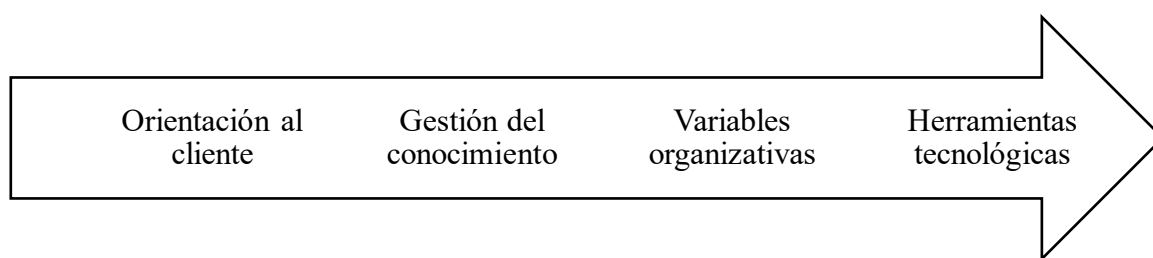 Orientación al
cliente
Gestión del
conocimiento
Variables
organizativas
Herramientas
tecnológicas